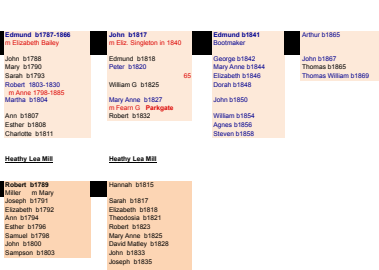 Edmund b1787-1866
m Elizabeth Bailey
John b1788
Mary b1790
Sarah b1793
Robert 1803-1830
m Anne 1798-1885
Martha b1804
Ann b1807
Esther b1808
Charlotte b1811
John b1817
m Eliz. Singleton in 1840
Edmund b1818
Peter b1820
65
William G b1825
Mary Anne b1827
m Fearn G Parkgate
Robert b1832
Edmund b1841
Bootmaker
George b1842
Mary Anne b1844
Elizabeth b1846
Dorah b1848
John b1850
William b1854
Agnes b1856
Steven b1858
Arthur b1865
John b1867
Thomas b1865
Thomas William b1869
Heathy Lea Mill
Heathy Lea Mill
Robert b1789
Miller m Mary
Joseph b1791
Elizabeth b1792
Ann b1794
Esther b1796
Samuel b1798
John b1800
Sampson b1803
Hannah b1815
Sarah b1817
Elizabeth b1818
Theodosia b1821
Robert b1823
Mary Anne b1825
David Matley b1828
John b1833
Joseph b1835